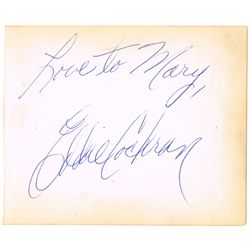 Love to Mary,
Eddie Cochran